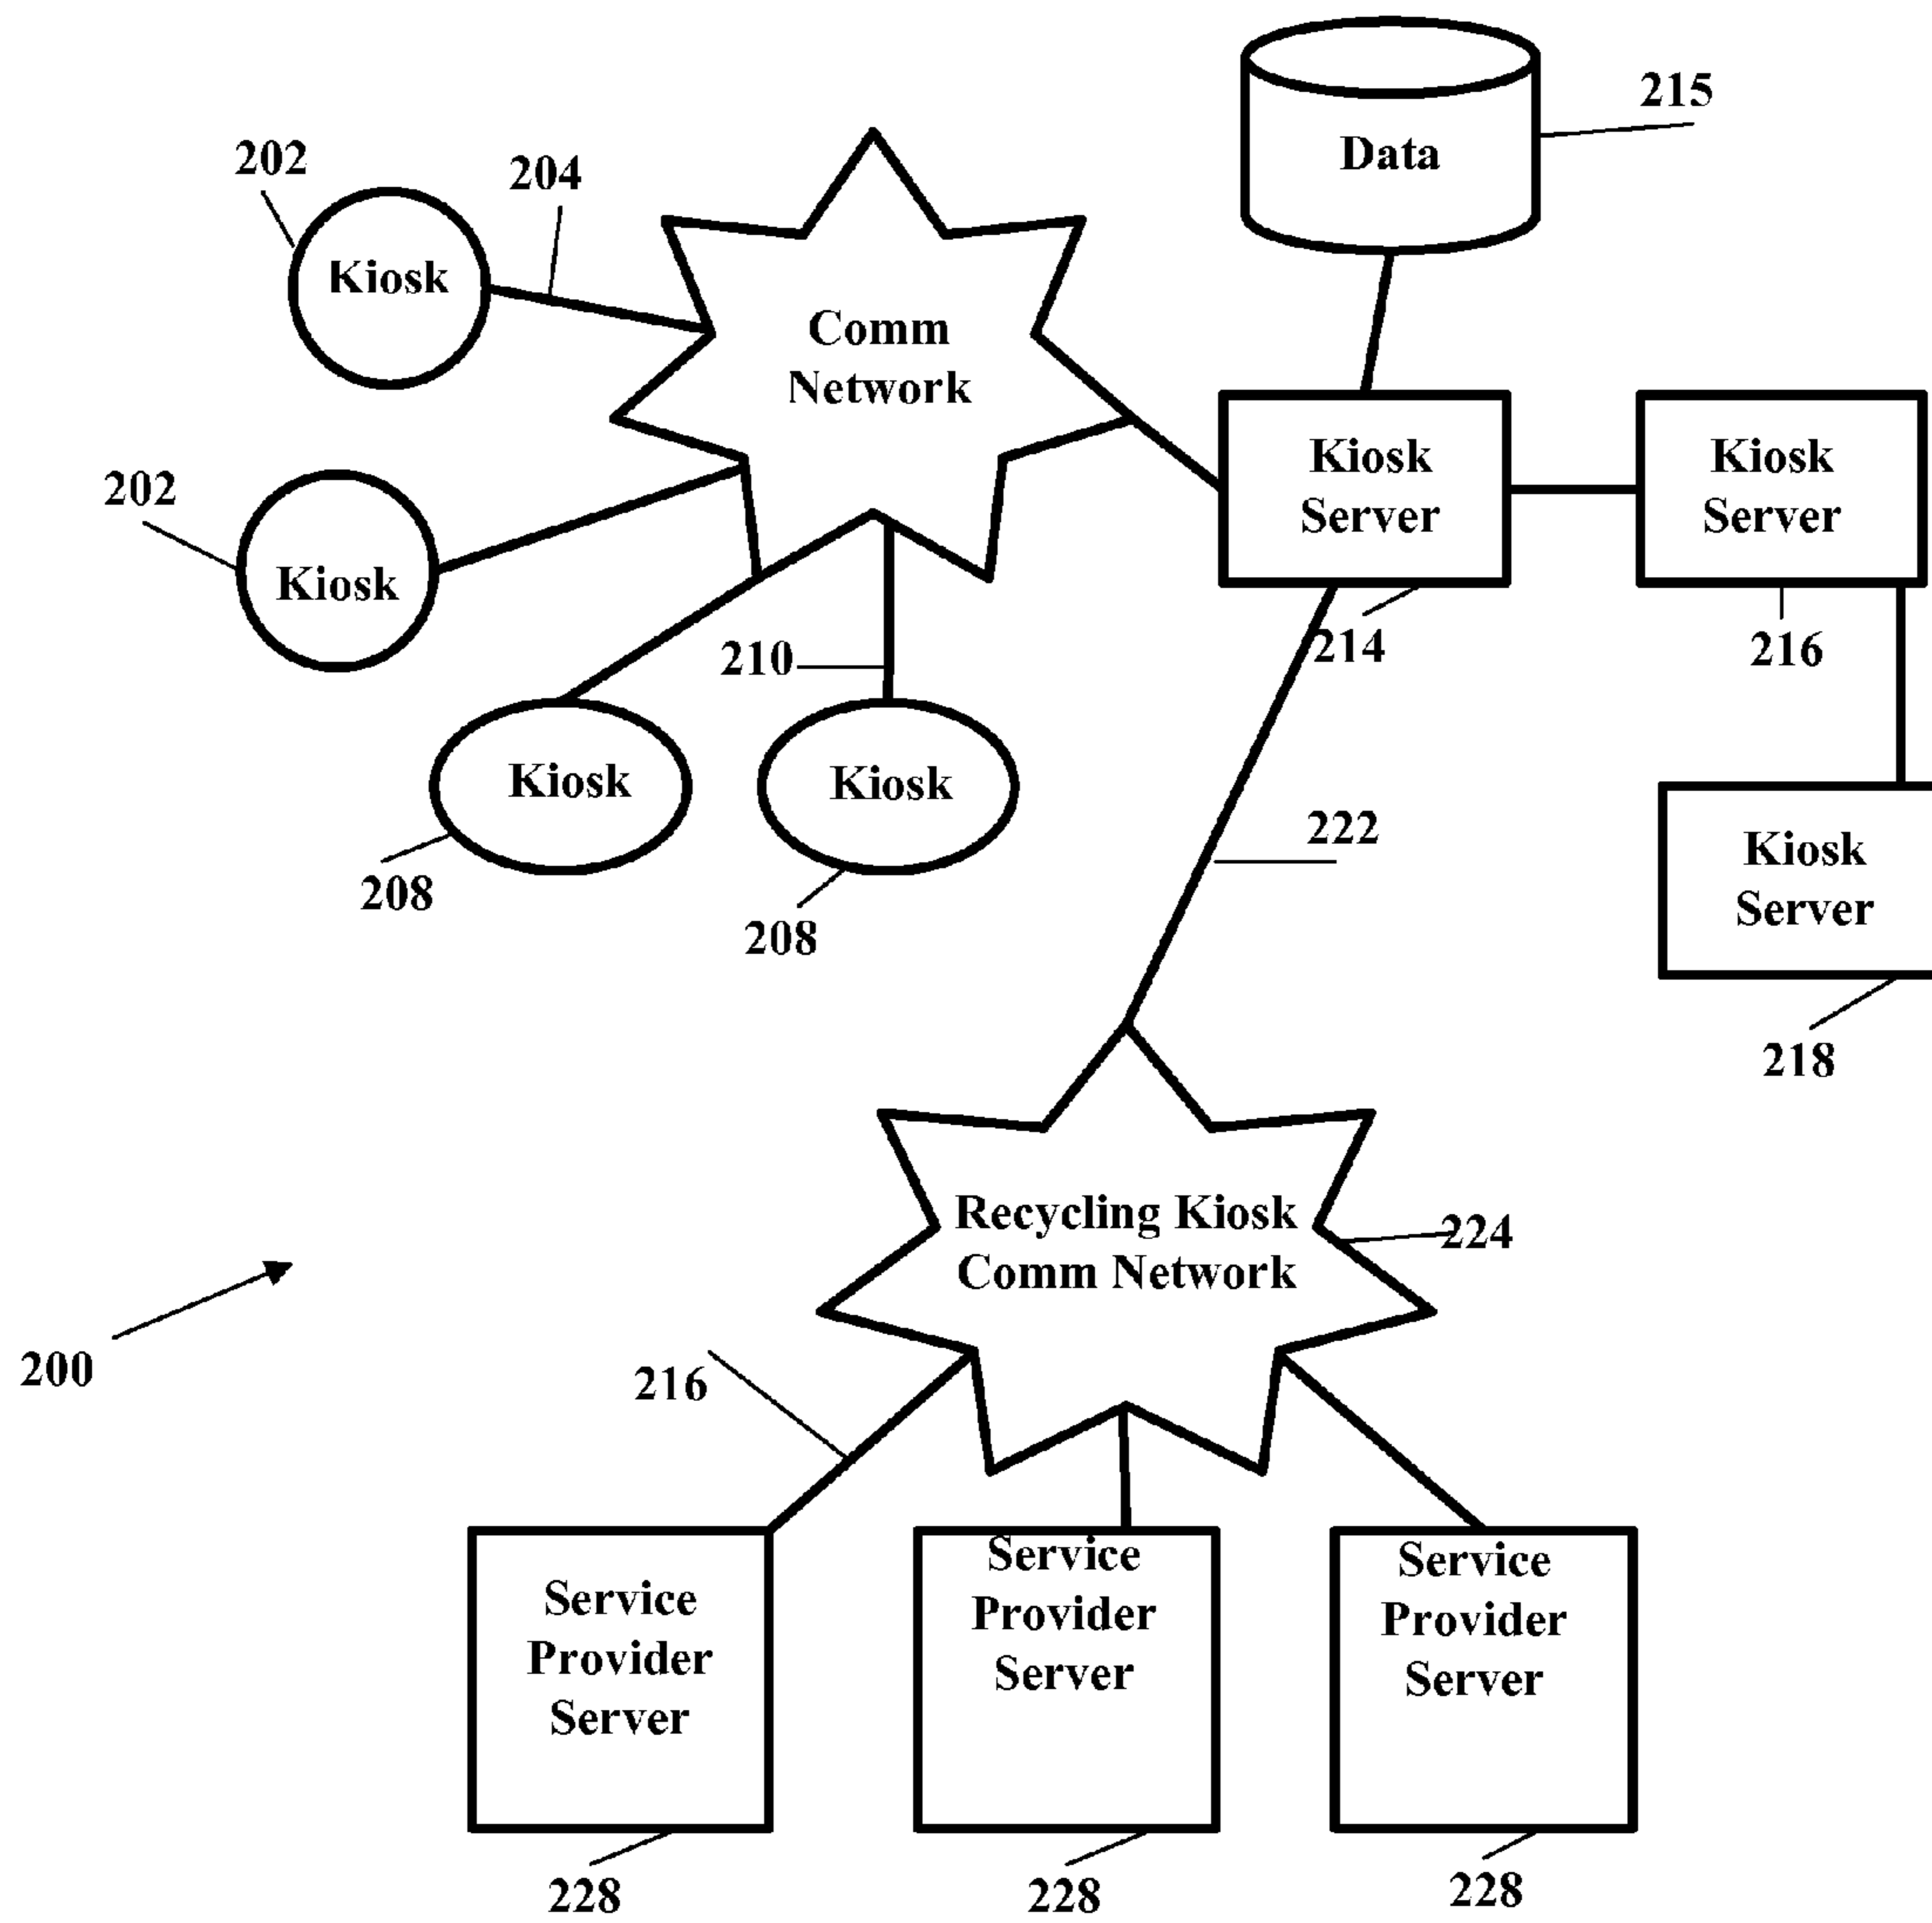 215
Data
202
204
Kiosk
Comm
Network
Kiosk
Server
Kiosk
Server
202
Kiosk
210
214
216
Kiosk
Kiosk
222
Kiosk
Server
208
208
218
Recycling Kiosk
Comm Network
224
200
216
Service
Provider
Server
Service
Provider
Server
Service
Provider
Server
228
228
228